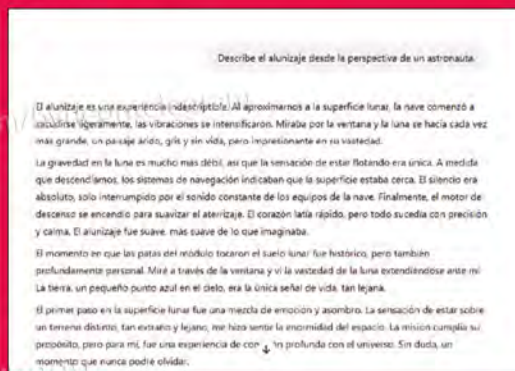 Describe el alunizaje desde la perspectiva de un astronauta.
El alunizaje es una experiencia indescriptible. Al aproximarnos a la superficie lunar, la nave comenzó a
sacudirse ligeramente, las vibraciones se intensificaron. Miraba por la ventana y la luna se hacía cada vez
más grande, un paisaje árido, gris y sin vida, pero impresionante en su vastedad.
La gravedad en la luna es mucho más débil, así que la sensación de estar flotando era única. A medida
que descendíamos, los sistemas de navegación indicaban que la superficie estaba cerca. El silencio era
absoluto, solo interrumpido por el sonido constante de los equipos de la nave. Finalmente, el motor de
descenso se encendió para suavizar el aterrizaje. El corazón latía rápido, pero todo sucedía con precisión
y calma. El alunizaje fue suave, más suave de lo que imaginaba.
El momento en que las patas del módulo tocaron el suelo lunar fue histórico, pero también
profundamente personal. Miré a través de la ventana y vi la vastedad de la luna extendiéndose ante mí.
La tierra, un pequeño punto azul en el cielo, era la única señal de vida, tan lejana.
El primer paso en la superficie lunar fue una mezcla de emoción y asombro. La sensación de estar sobre
un terreno distinto, tan extraño y lejano, me hizo sentir la enormidad del espacio. La misión cumplía su
propósito, pero para mí, fue una experiencia de con n profunda con el universo. Sin duda, un
momento que nunca podré olvidar.